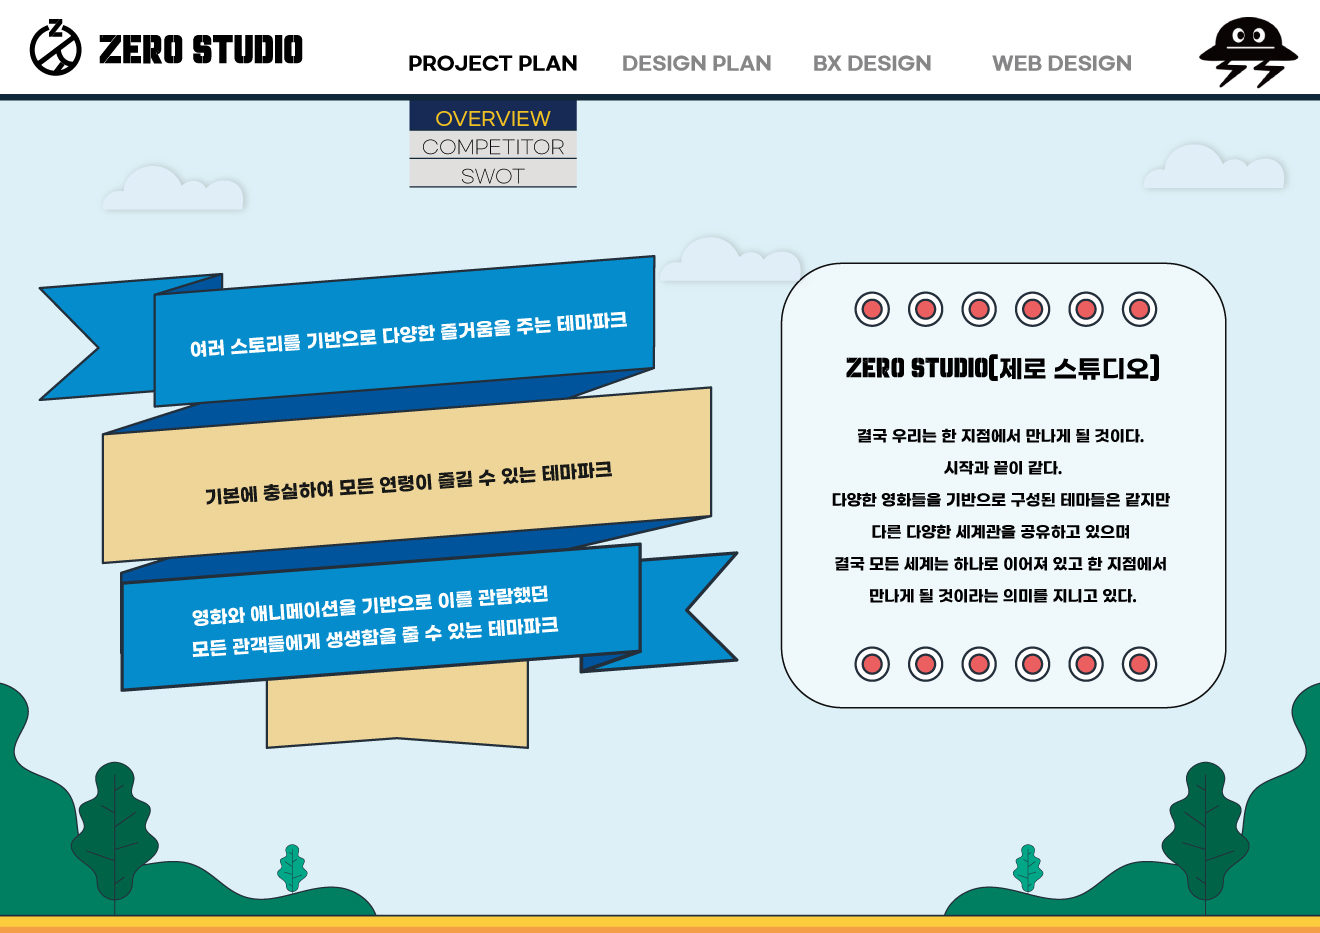 Z
ZERO STUDIO
PROJECT PLAN
DESIGN PLAN
BX DESIGN
WEB DESIGN
OVERVIEW
COMPETITOR
SWOT
여러 스토리를 기반으로 다양한 즐거움을 주는 테마파크
기본에 충실하여 모든 연령이 즐길 수 있는 테마파크
영화와 애니메이션을 기반으로 이를 관람했던
모든 관객들에게 생생함을 줄 수 있는 테마파크
ZERO STUDIO[제로 스튜디오]
결국 우리는 한 지점에서 만나게 될 것이다.
시작과 끝이 같다.
다양한 영화들을 기반으로 구성된 테마들은 같지만
다른 다양한 세계관을 공유하고 있으며
결국 모든 세계는 하나로 이어져 있고 한 지점에서
만나게 될 것이라는 의미를 지니고 있다.